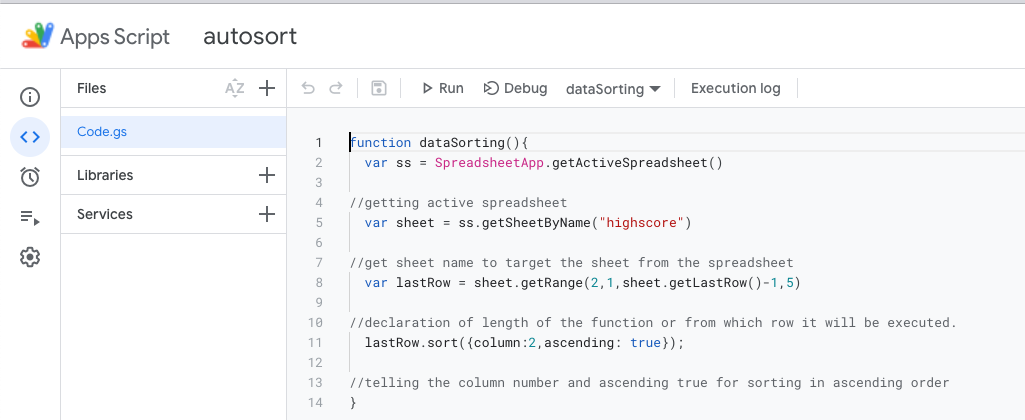 Apps Script autosort
Files AZ
Run Debug dataSorting Execution log
Code.gs
Libraries
Services
1 function dataSorting(){
2 var ss = SpreadsheetApp.getActiveSpreadsheet()
3
4 //getting active spreadsheet
5 var sheet = ss.getSheetByName("highscore")
6
7 //get sheet name to target the sheet from the spreadsheet
8 var lastRow = sheet.getRange(2,1,sheet.getLastRow()-1,5)
9
10 //declaration of length of the function or from which row it will be executed.
11 lastRow.sort({column:2,ascending: true});
12
13 //telling the column number and ascending true for sorting in ascending order
14 }